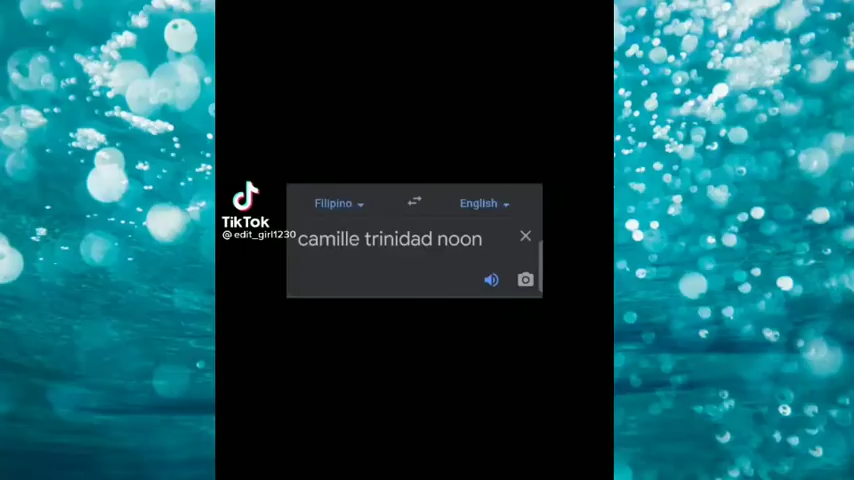 Filipino
English
camille trinidad noon
TikTok
@edit_girl1230